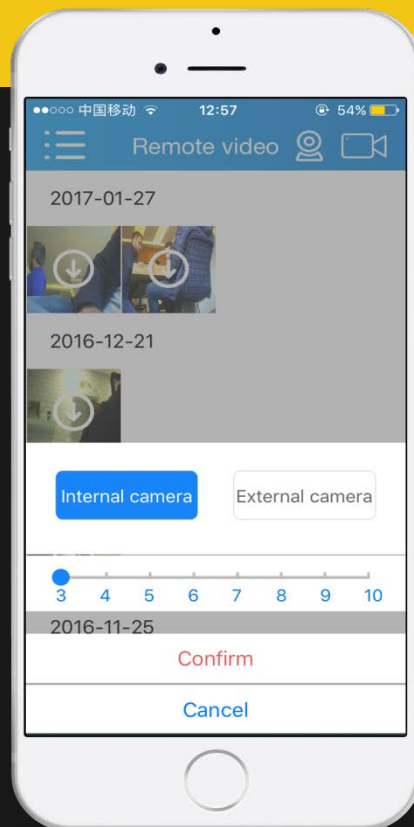 中国移动 12:57 54%
Remote video
2017-01-27
2016-12-21
Internal camera External camera
3 4 5 6 7 8 9 10
2016-11-25
Confirm
Cancel